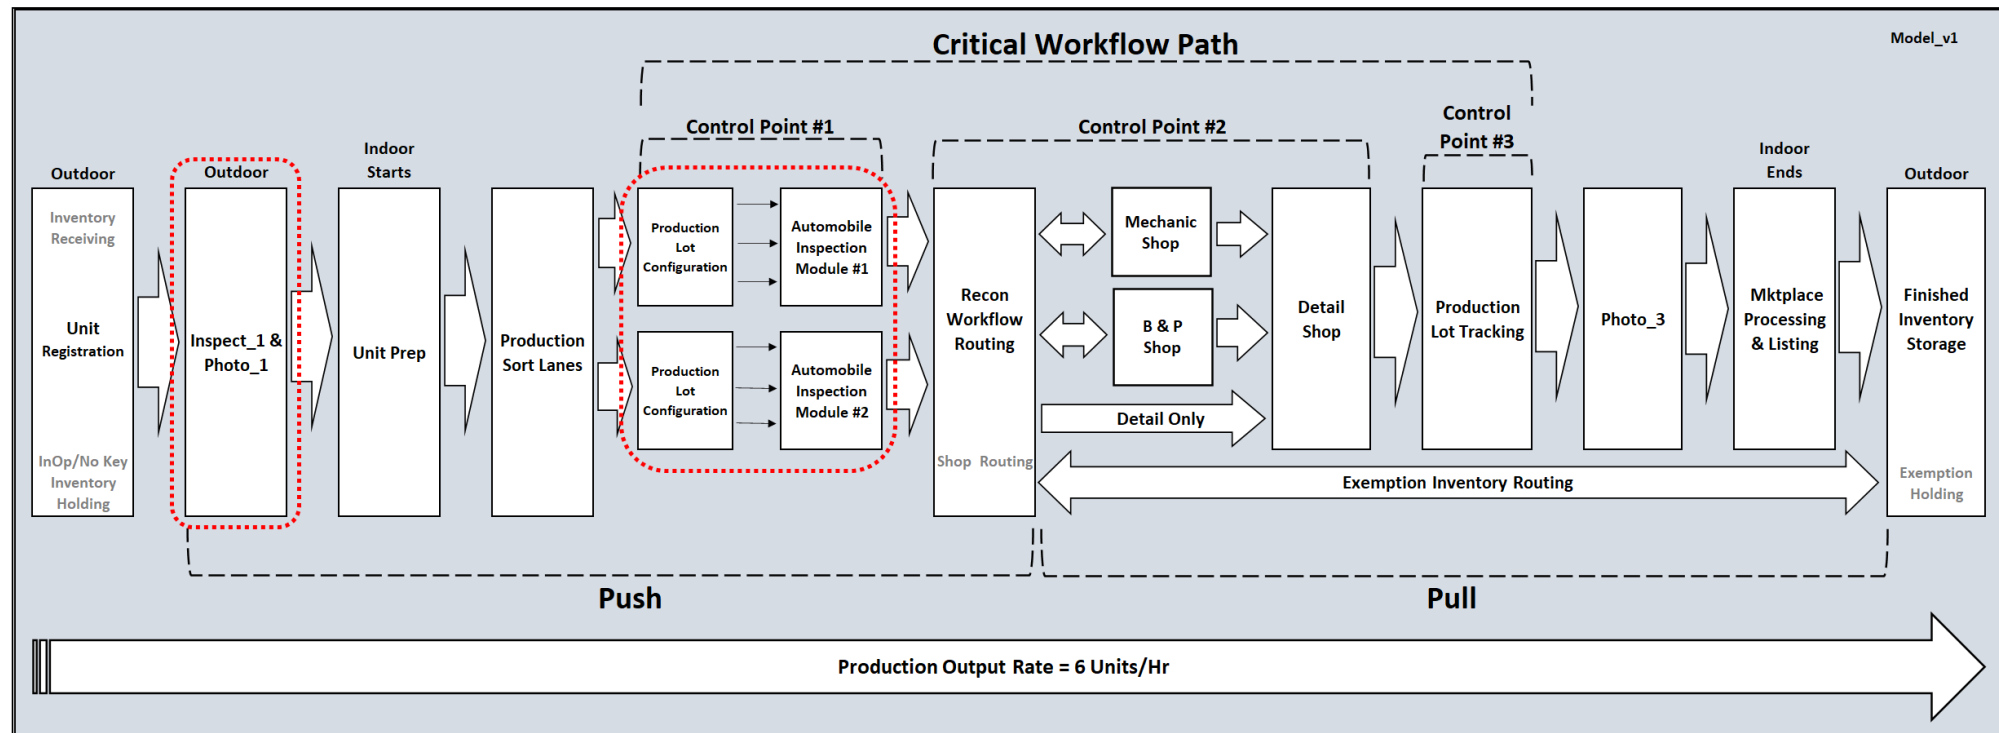 Critical Workflow Path
Model_v1
Control Point #1
Control Point #2
Control
Point #3
Outdoor
Outdoor
Indoor
Starts
Indoor
Ends
Outdoor
Inventory
Receiving
Unit
Registration
InOp/No Key
Inventory
Holding
Inspect_1 &
Photo_1
Unit Prep
Production
Sort Lanes
Production
Lot
Configuration
Automobile
Inspection
Module #1
Production
Lot
Configuration
Automobile
Inspection
Module #2
Recon
Workflow
Routing
Shop Routing
Mechanic
Shop
B & P
Shop
Detail Only
Detail
Shop
Production
Lot Tracking
Photo_3
Mktplace
Processing
& Listing
Finished
Inventory
Storage
Exemption
Holding
Exemption Inventory Routing
Push
Pull
Production Output Rate = 6 Units/Hr